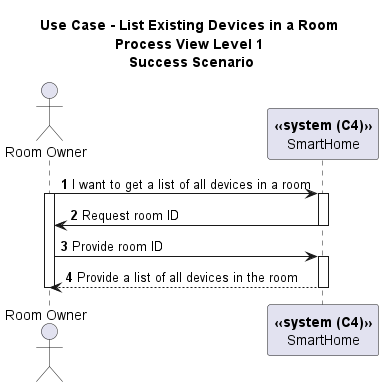 Use Case - List Existing Devices in a Room
Process View Level 1
Success Scenario
Room Owner
«system (C4)»
SmartHome
1 I want to get a list of all devices in a room
2 Request room ID
3 Provide room ID
4 Provide a list of all devices in the room
Room Owner
«system (C4)»
SmartHome